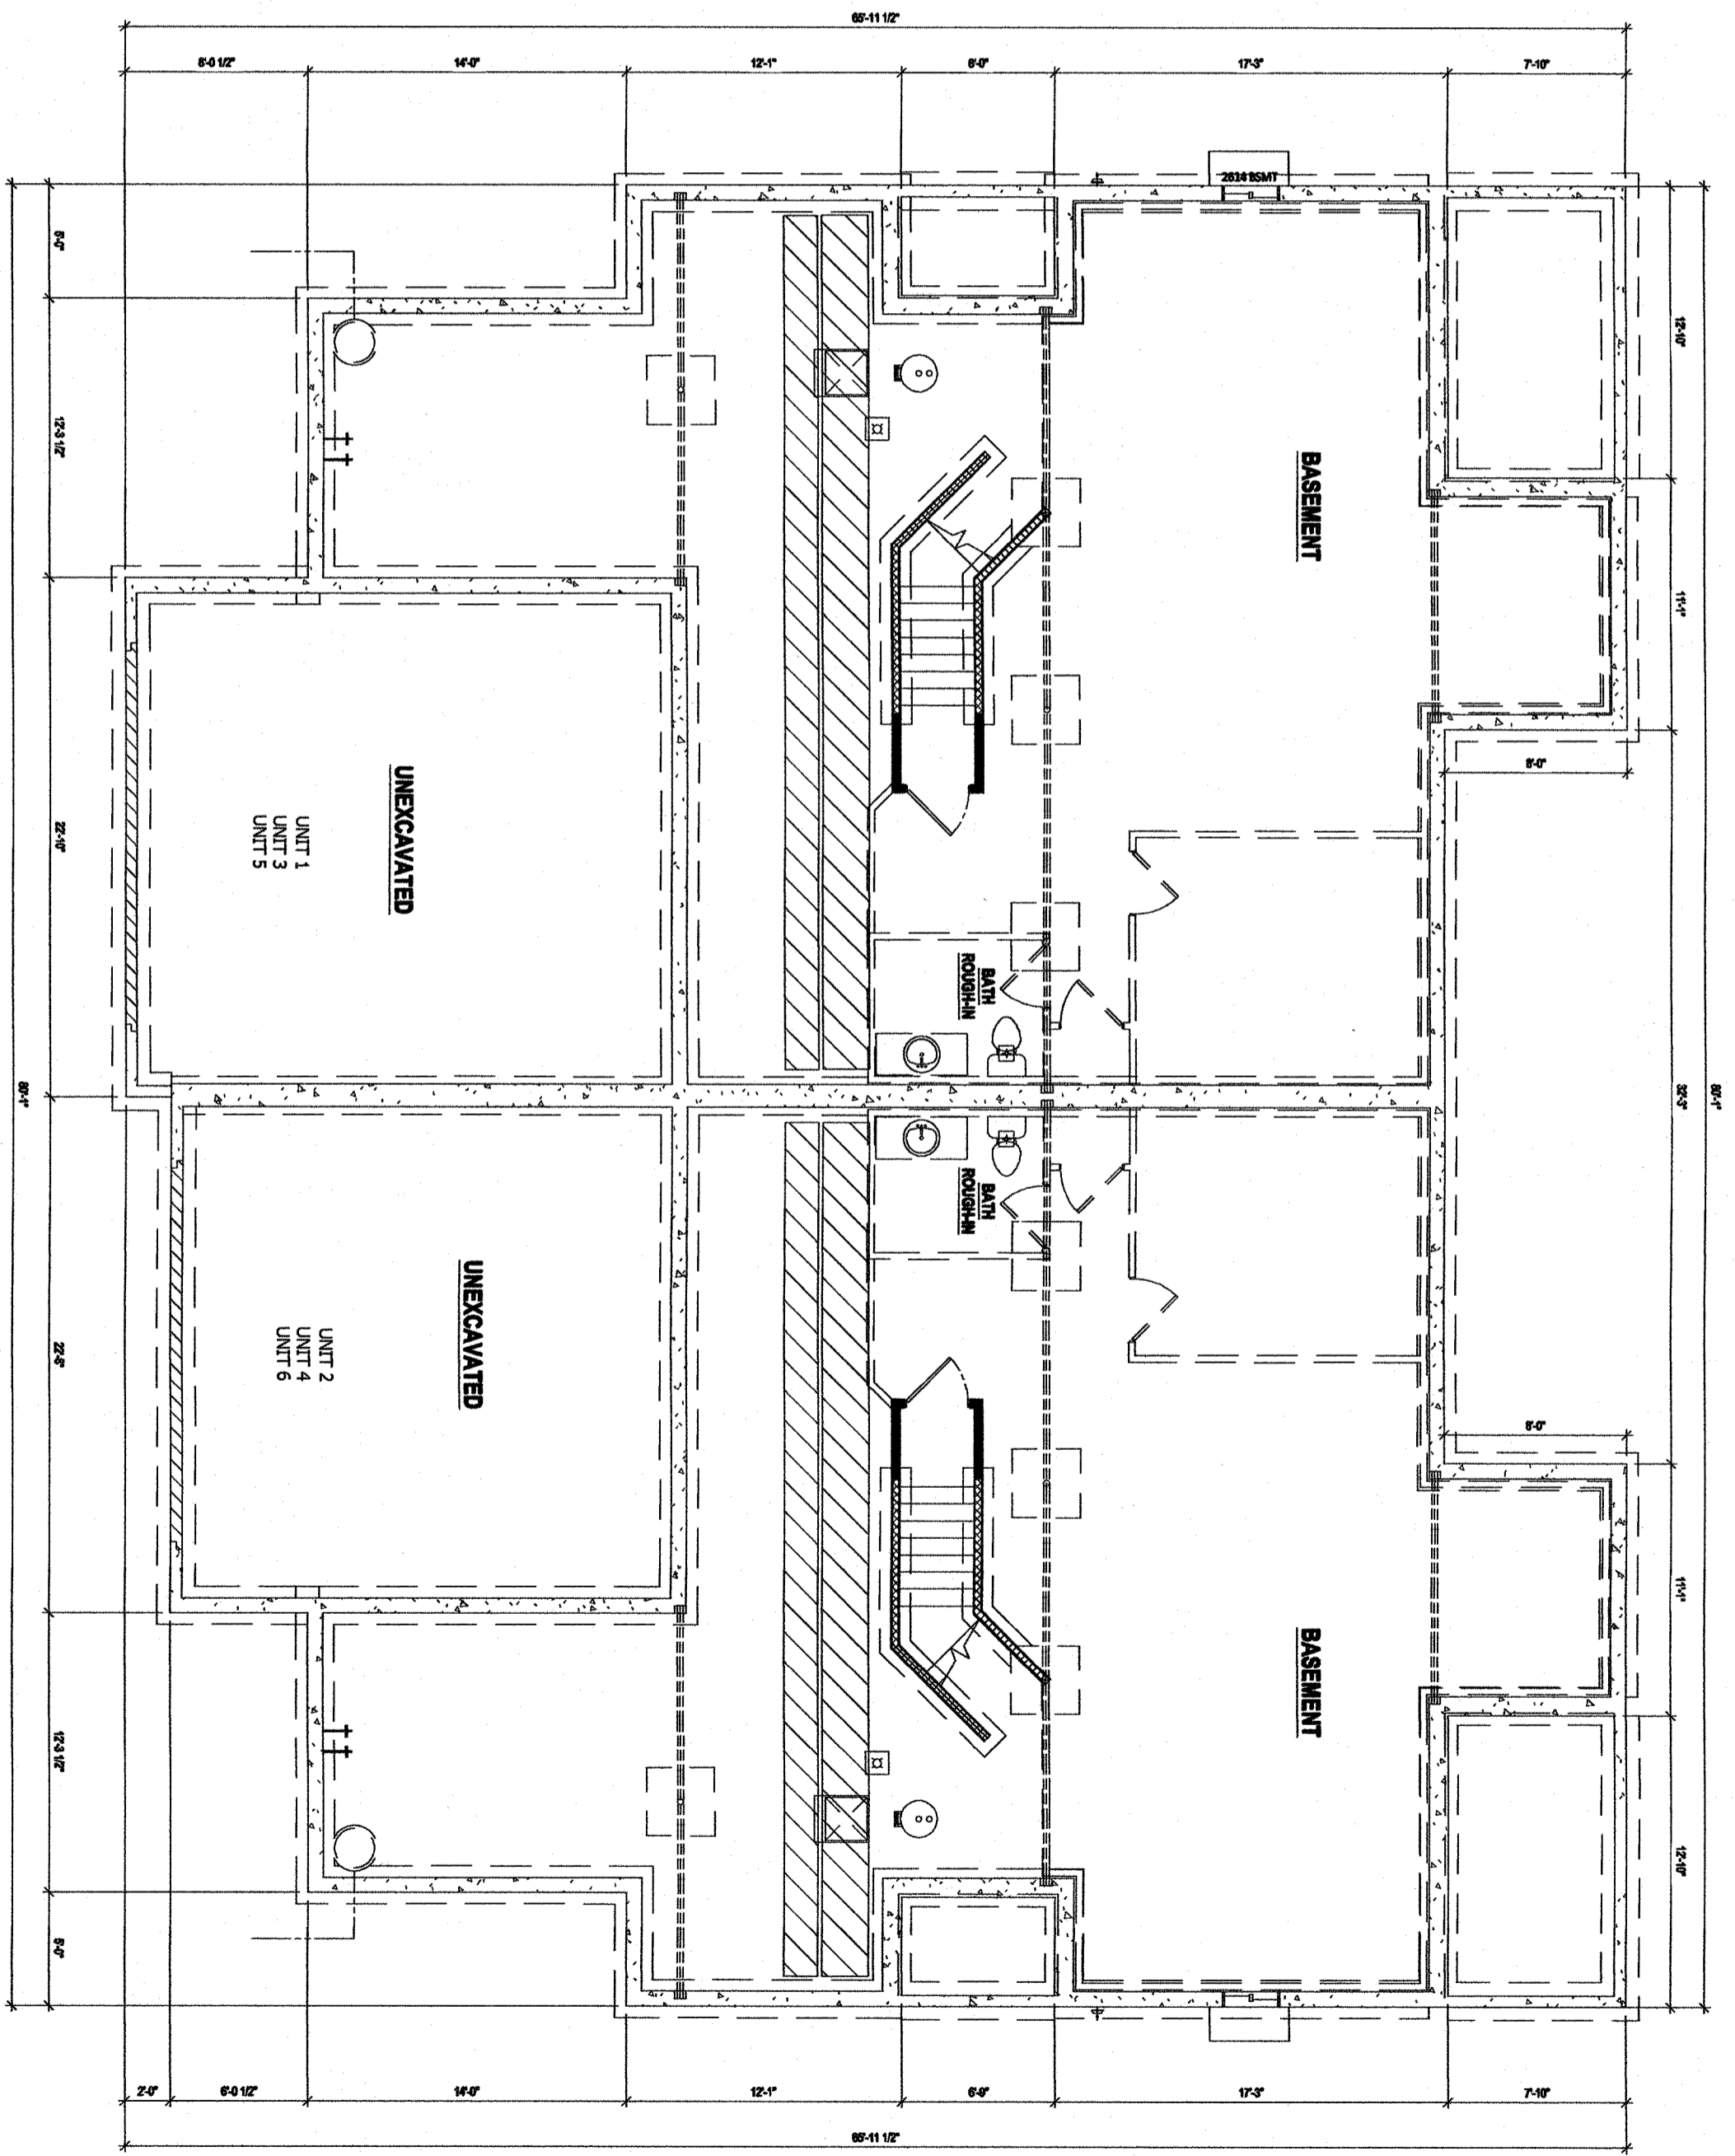 65'-11 1/2"
8'-0 1/2"
14'-0"
12'-1"
6'-9"
17'-3"
7'-10"
BSMT
80'-1"
12'-10"
11'-1"
32'-3"
11'-1"
12'-10"
8'-0"
8'-0"
BASEMENT
BASEMENT
BATH
ROUGH-IN
BATH
ROUGH-IN
UNEXCAVATED
UNIT 1
UNIT 3
UNIT 5
UNEXCAVATED
UNIT 2
UNIT 4
UNIT 6
5'-0"
12'-3 1/2"
22'-10"
22'-8"
12'-3 1/2"
5'-0"
80'-1"
2'-0"
6'-0 1/2"
14'-0"
12'-1"
6'-9"
17'-3"
7'-10"
65'-11 1/2"